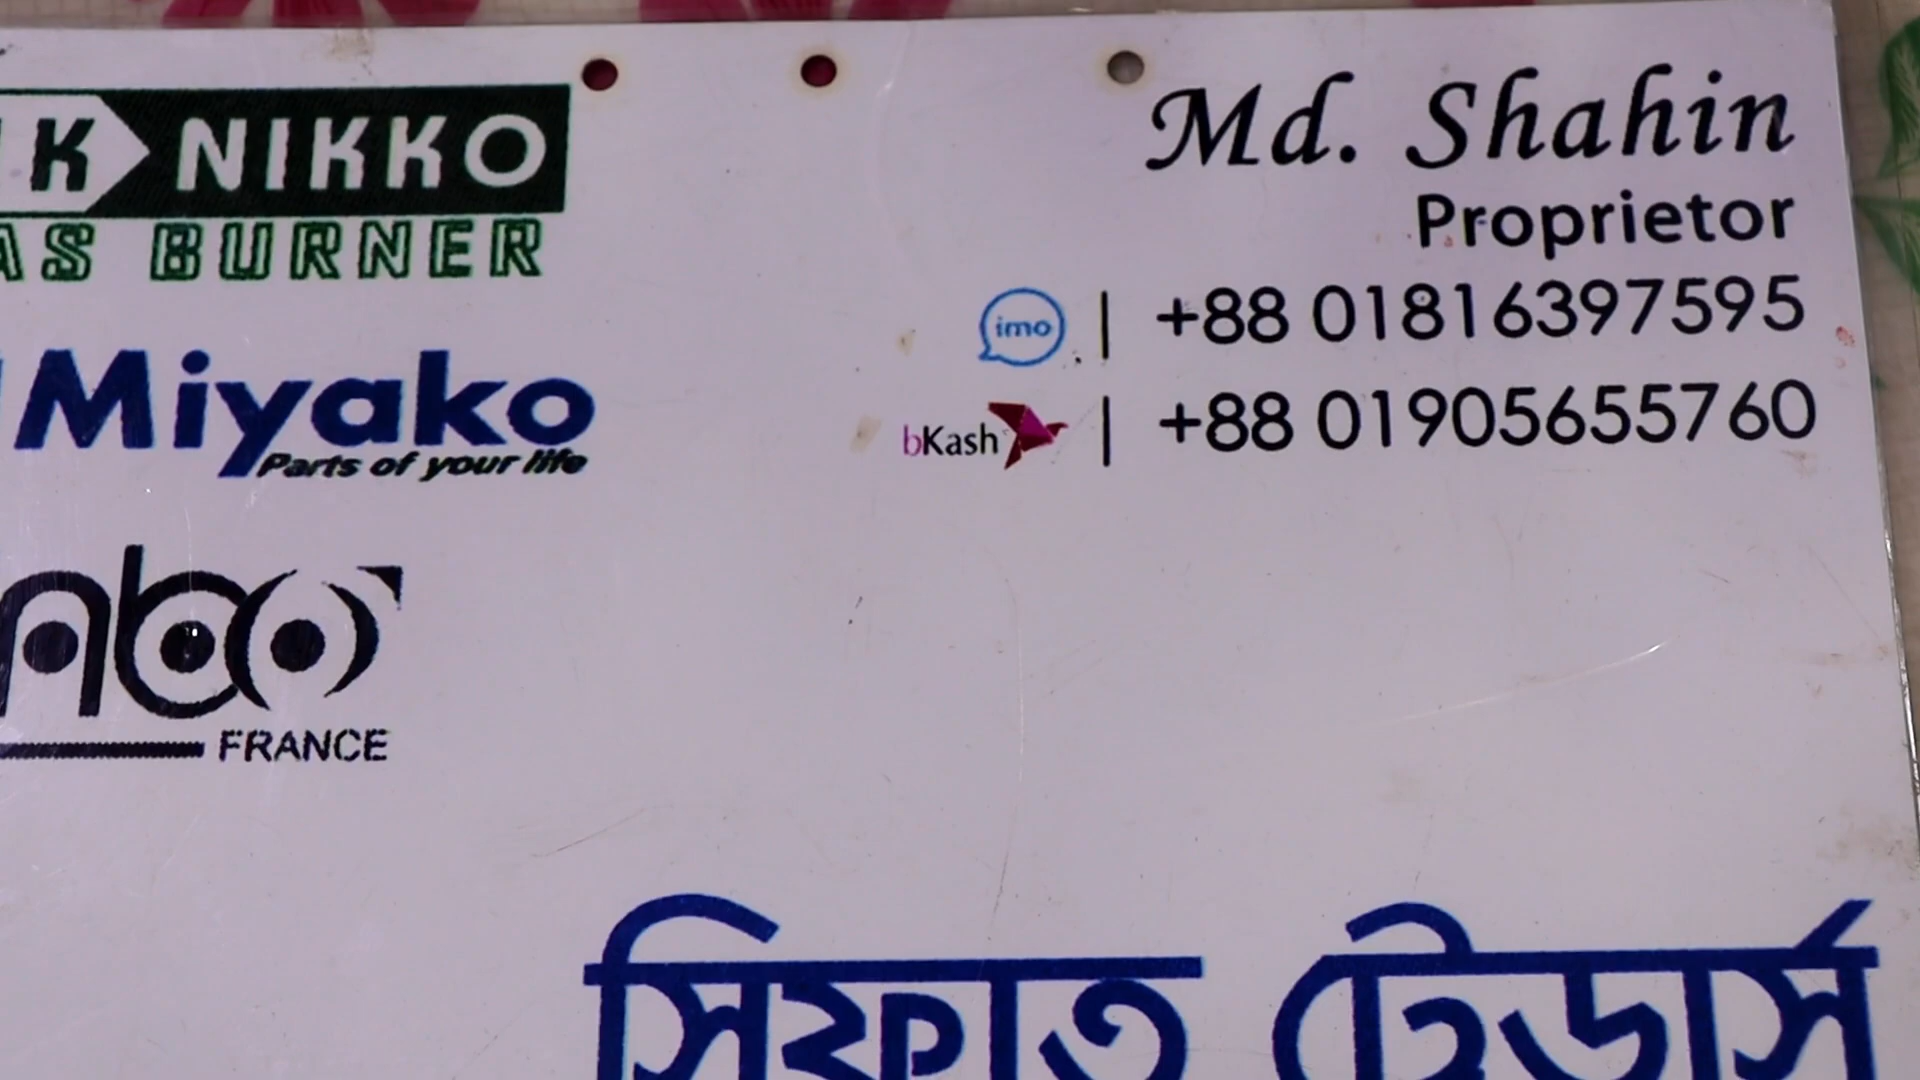 NIKKO
BURNER
Miyako
Parts of your life
FRANCE
Md. Shahin
Proprietor
imo | +88 01816397595
bKash | +88 01905655760
সিফাত টেডার্স